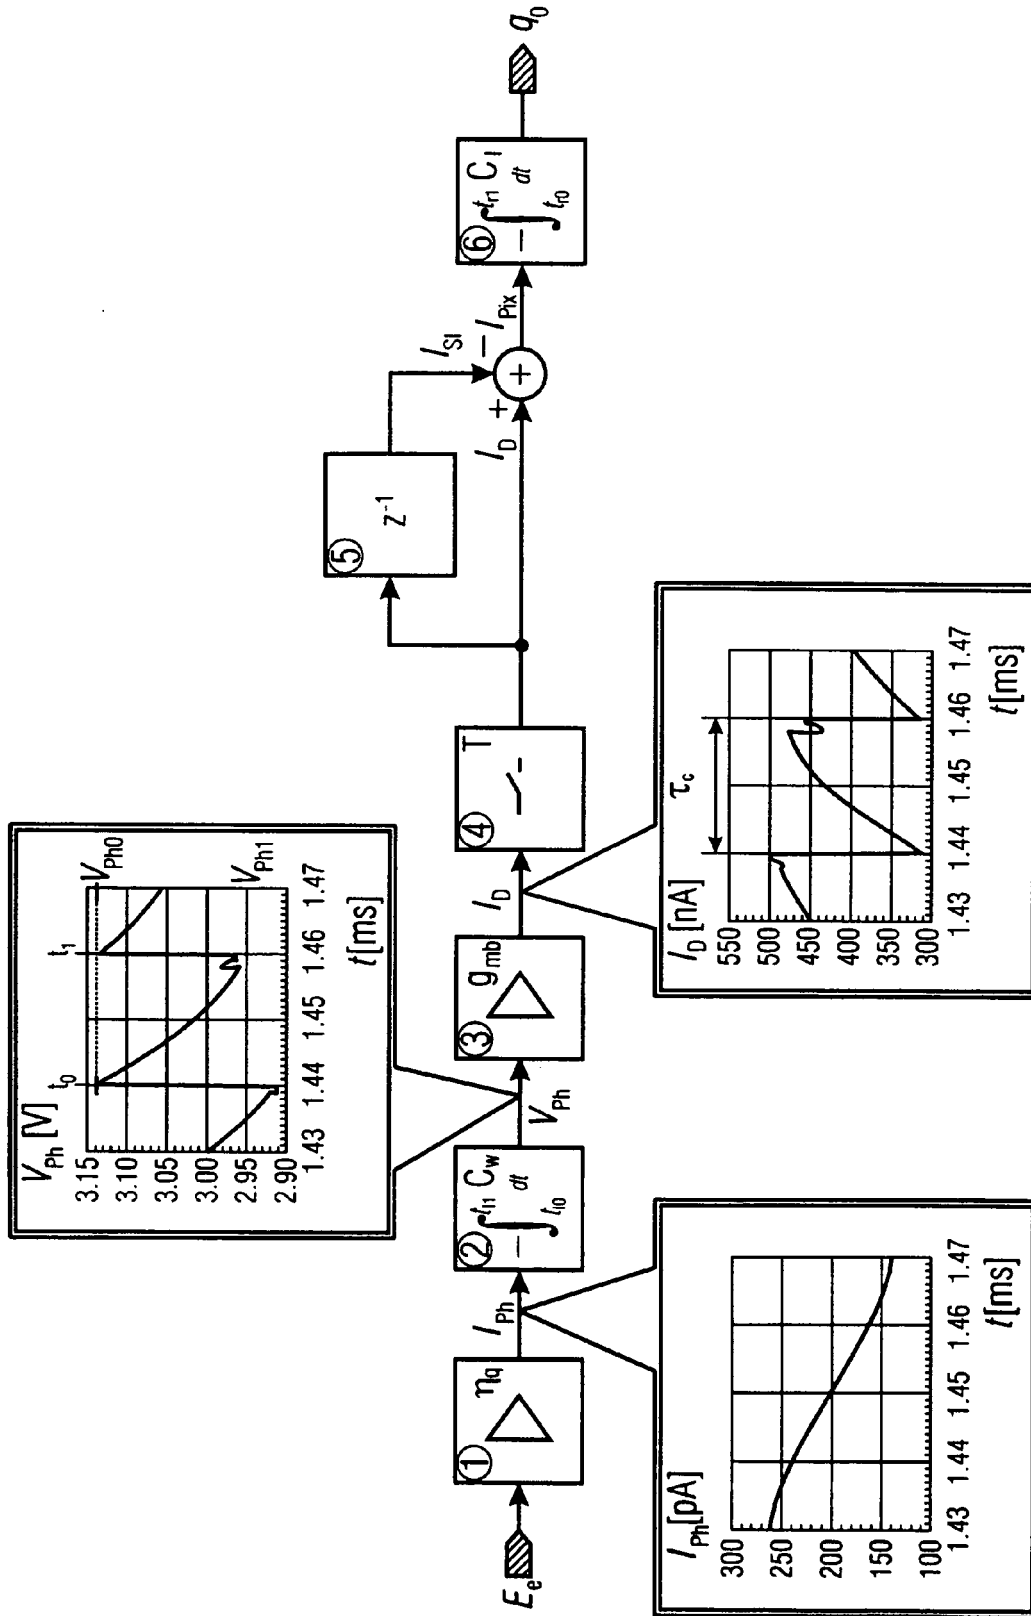 E_e
① η_q
I_Ph
② −∫ t_I1 t_I0 C_w dt
V_Ph
③ g_mb
I_D
④ T
⑤ z⁻¹
I_SI
I_D
+
−
+
I_Pix
⑥ −∫ t_r1 t_r0 C_I dt
q_0
V_Ph [V]
t_0
t_1
V_Ph0
V_Ph1
3.15
3.10
3.05
3.00
2.95
2.90
1.43 1.44 1.45 1.46 1.47
t[ms]
I_Ph[pA]
300
250
200
150
100
1.43 1.44 1.45 1.46 1.47
t[ms]
I_D [nA]
τ_c
550
500
450
400
350
300
1.43 1.44 1.45 1.46 1.47
t[ms]